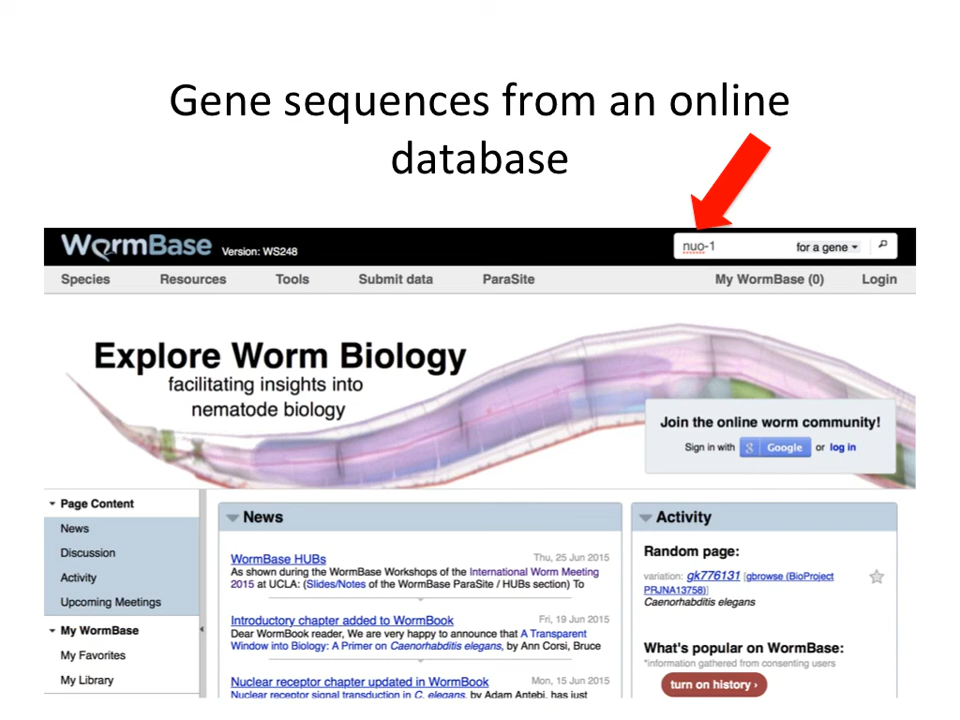 Gene sequences from an online
database
WormBase Version: WS248
nuo-1 for a gene
Species Resources Tools Submit data ParaSite My WormBase (0) Login
Explore Worm Biology
facilitating insights into
nematode biology
Join the online worm community!
Sign in with 8 Google or log in
Page Content
News
Discussion
Activity
Upcoming Meetings
My WormBase
My Favorites
My Library
News
WormBase HUBs Thu, 25 Jun 2015
As shown during the WormBase Workshops of the International Worm Meeting
2015 at UCLA: (Slides/Notes of the WormBase ParaSite / HUBs section) To
Introductory chapter added to WormBook Fri, 19 Jun 2015
Dear WormBook reader, We are very happy to announce that A Transparent
Window into Biology: A Primer on Caenorhabditis elegans, by Ann Corsi, Bruce
Nuclear receptor chapter updated in WormBook Mon, 15 Jun 2015
Nuclear receptor signal transduction in C. elegans, by Adam Antebi, has just
Activity
Random page:
variation: gk776131 [gbrowse (BioProject
PRJNA13758)]
Caenorhabditis elegans
What's popular on WormBase:
*information gathered from consenting users
turn on history ›